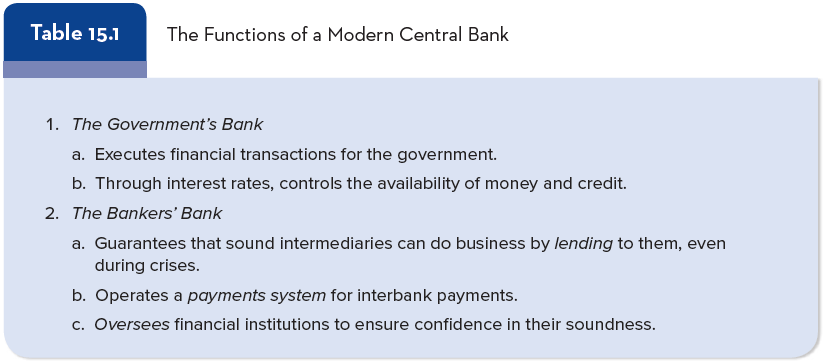 Table 15.1
The Functions of a Modern Central Bank
1. The Government's Bank
a. Executes financial transactions for the government.
b. Through interest rates, controls the availability of money and credit.
2. The Bankers' Bank
a. Guarantees that sound intermediaries can do business by lending to them, even
during crises.
b. Operates a payments system for interbank payments.
c. Oversees financial institutions to ensure confidence in their soundness.